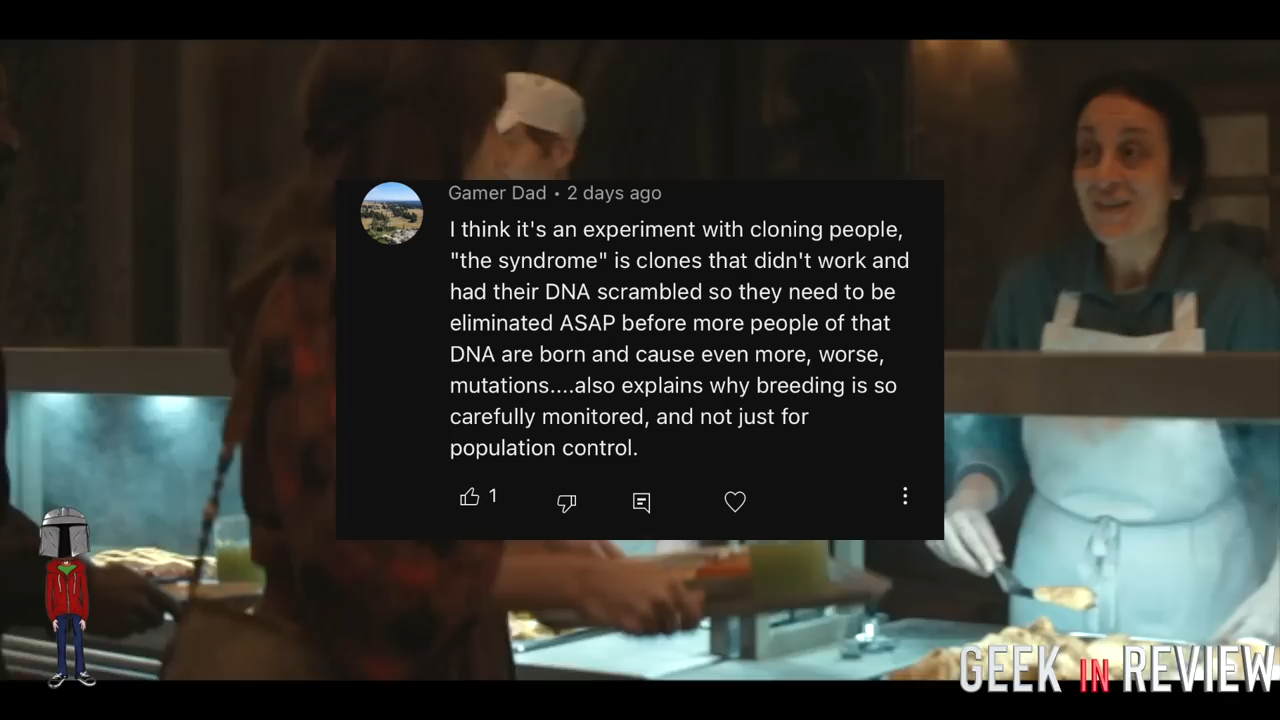 Gamer Dad • 2 days ago
I think it's an experiment with cloning people,
"the syndrome" is clones that didn't work and
had their DNA scrambled so they need to be
eliminated ASAP before more people of that
DNA are born and cause even more, worse,
mutations....also explains why breeding is so
carefully monitored, and not just for
population control.
1
GEEK IN REVIEW